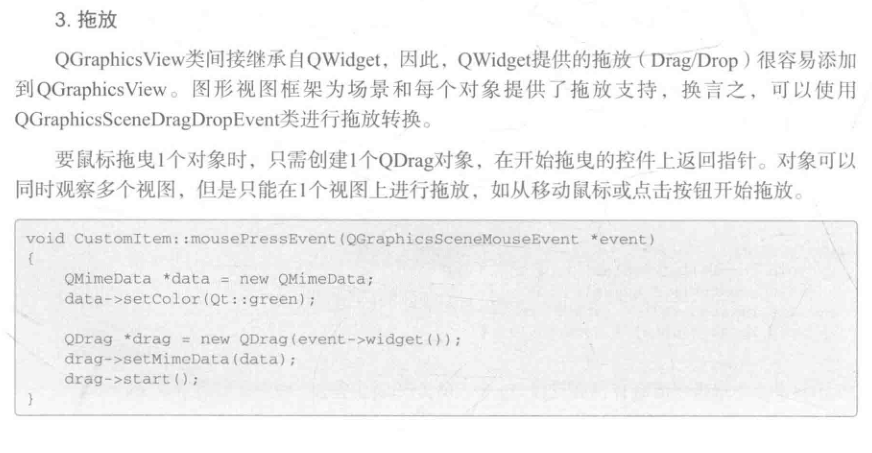 3. 拖放
QGraphicsView类间接继承自QWidget，因此，QWidget提供的拖放（Drag/Drop）很容易添加
到QGraphicsView。图形视图框架为场景和每个对象提供了拖放支持，换言之，可以使用
QGraphicsSceneDragDropEvent类进行拖放转换。
要鼠标拖曳1个对象时，只需创建1个QDrag对象，在开始拖曳的控件上返回指针。对象可以
同时观察多个视图，但是只能在1个视图上进行拖放，如从移动鼠标或点击按钮开始拖放。
void CustomItem::mousePressEvent(QGraphicsSceneMouseEvent *event)
{
QMimeData *data = new QMimeData;
data->setColor(Qt::green);
QDrag *drag = new QDrag(event->widget());
drag->setMimeData(data);
drag->start();
}